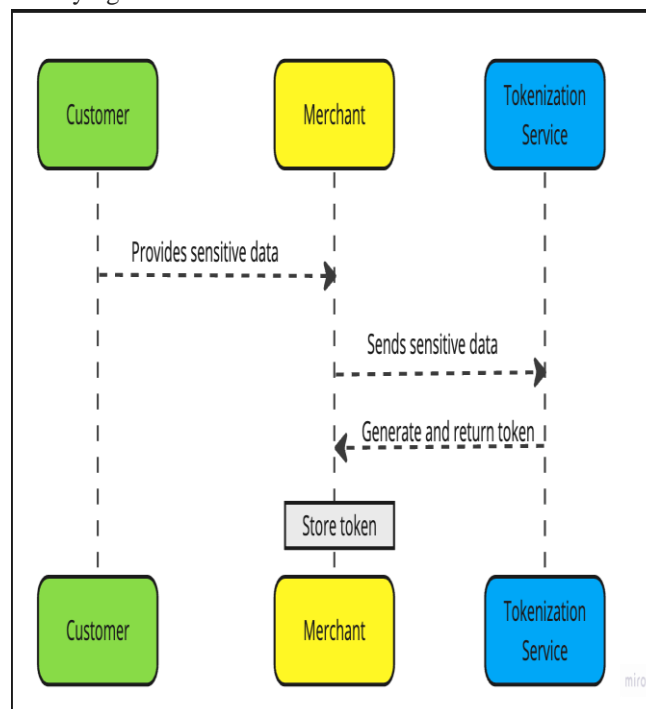 Customer
Merchant
Tokenization
Service
Provides sensitive data
Sends sensitive data
Generate and return token
Store token
Customer
Merchant
Tokenization
Service
miro